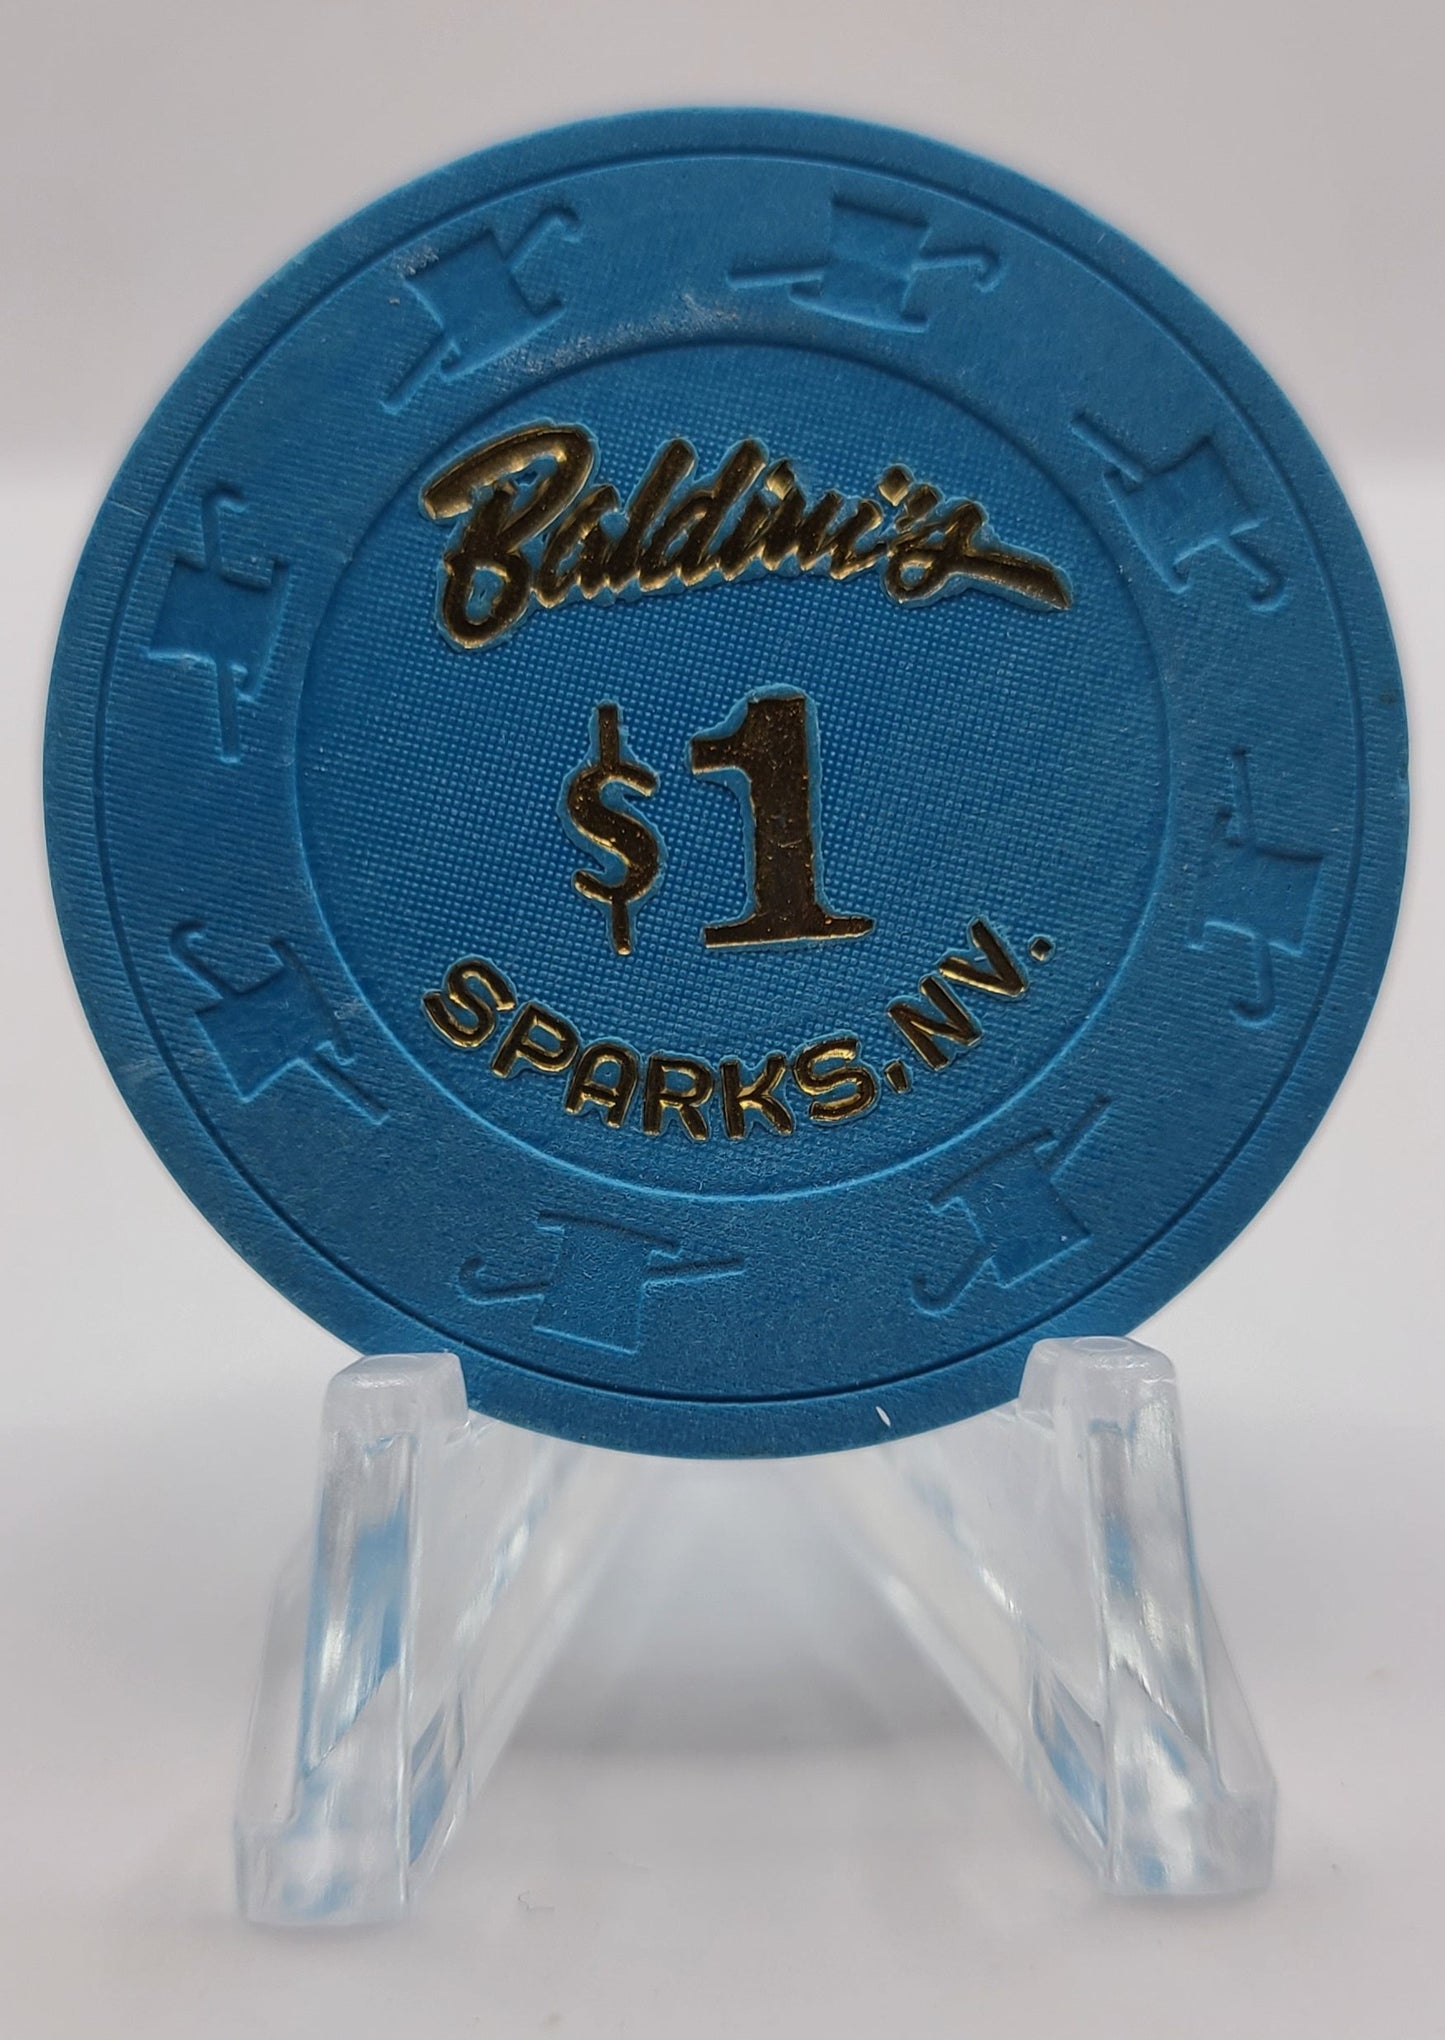 Baldini's
$1
SPARKS, NV.